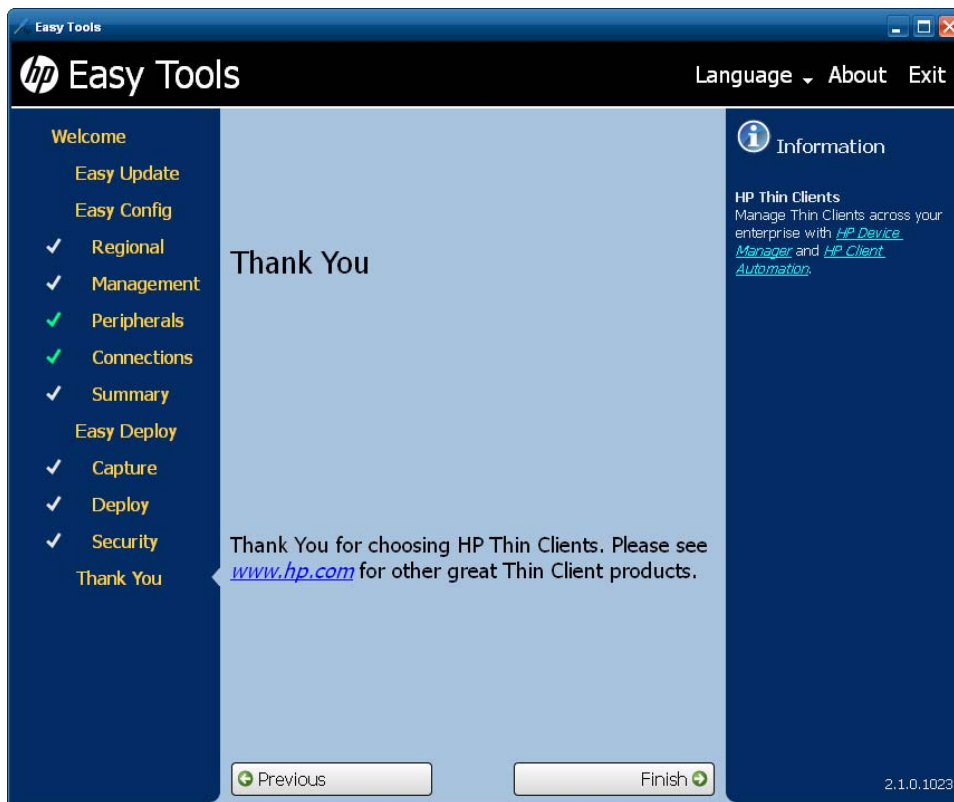 Easy Tools
hp Easy Tools
Language About Exit
Welcome
Easy Update
Easy Config
Regional
Management
Peripherals
Connections
Summary
Easy Deploy
Capture
Deploy
Security
Thank You
Thank You
Thank You for choosing HP Thin Clients. Please see
www.hp.com for other great Thin Client products.
Previous
Finish
Information
HP Thin Clients
Manage Thin Clients across your
enterprise with HP Device
Manager and HP Client
Automation.
2.1.0.1023